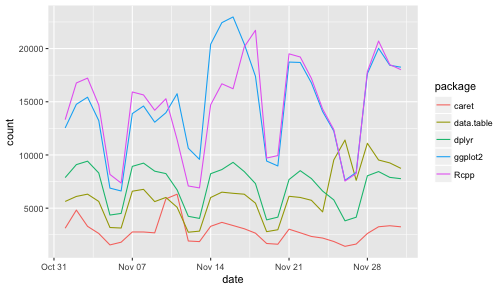 20000
15000
10000
5000
count
Oct 31 Nov 07 Nov 14 Nov 21 Nov 28
date
package
caret
data.table
dplyr
ggplot2
Rcpp